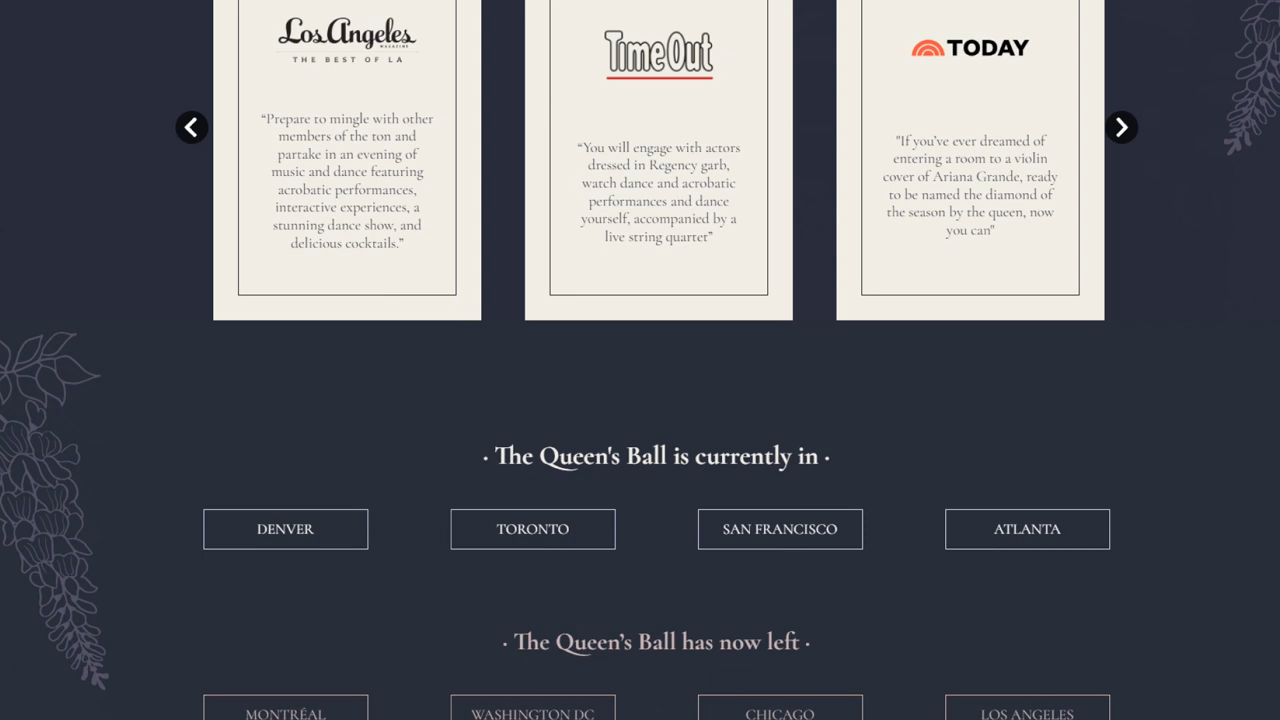 Los Angeles
MAGAZINE
THE BEST OF LA
“Prepare to mingle with other
members of the ton and
partake in an evening of
music and dance featuring
acrobatic performances,
interactive experiences, a
stunning dance show, and
delicious cocktails.”
Time Out
“You will engage with actors
dressed in Regency garb,
watch dance and acrobatic
performances and dance
yourself, accompanied by a
live string quartet”
TODAY
"If you’ve ever dreamed of
entering a room to a violin
cover of Ariana Grande, ready
to be named the diamond of
the season by the queen, now
you can"
· The Queen's Ball is currently in ·
DENVER
TORONTO
SAN FRANCISCO
ATLANTA
· The Queen’s Ball has now left ·
MONTRÉAL
WASHINGTON DC
CHICAGO
LOS ANGELES